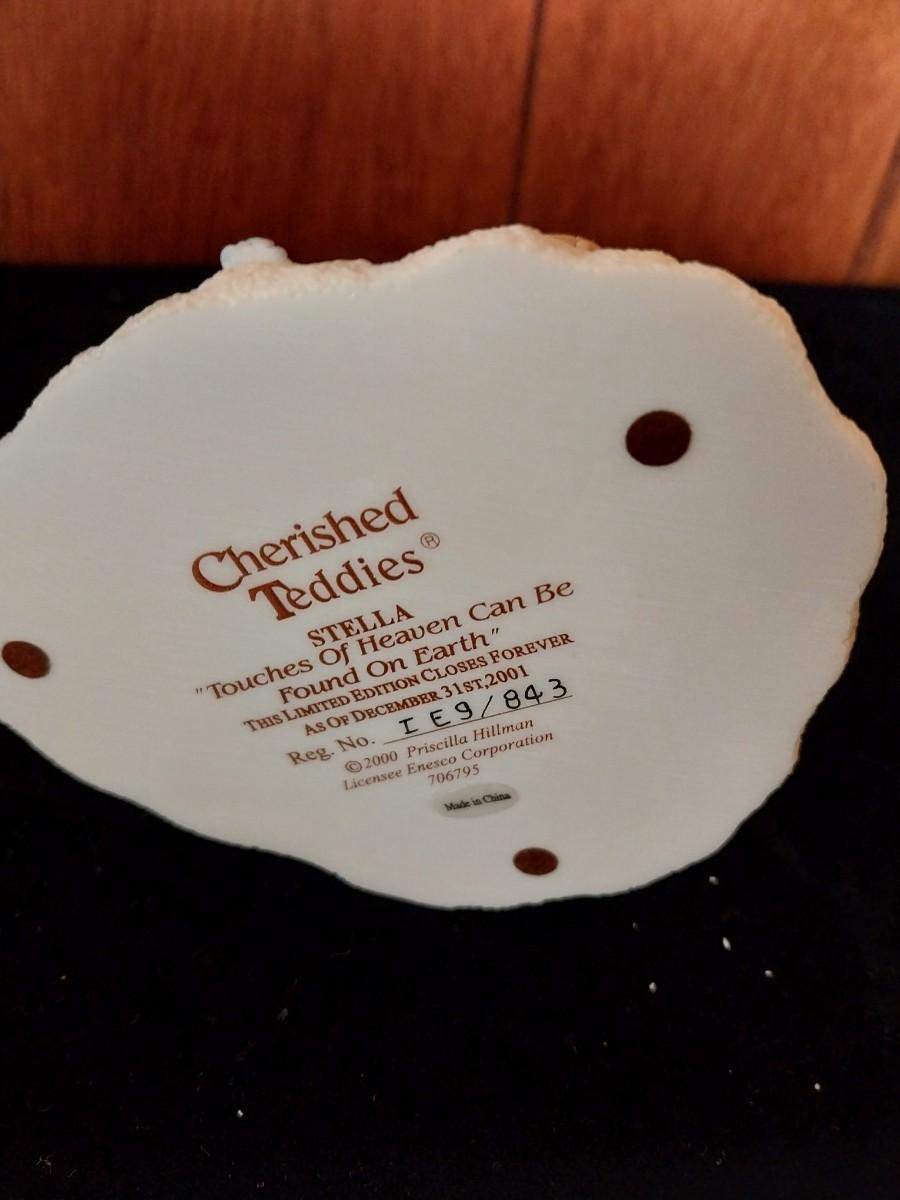 Cherished
Teddies®
STELLA
"Touches Of Heaven Can Be
Found On Earth"
THIS LIMITED EDITION CLOSES FOREVER
AS OF DECEMBER 31ST,2001
Reg. No. IE9/843
©2000 Priscilla Hillman
Licensee Enesco Corporation
706795
Made in China